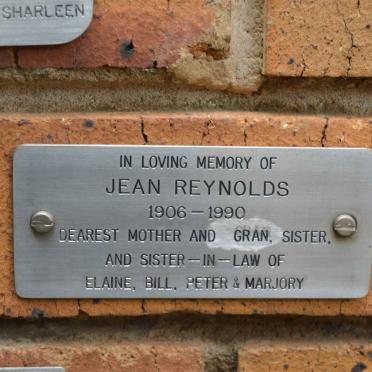 SHARLEEN
IN LOVING MEMORY OF
JEAN REYNOLDS
1906 – 1990
DEAREST MOTHER AND GRAN, SISTER,
AND SISTER–IN–LAW OF
ELAINE, BILL, PETER & MARJORY